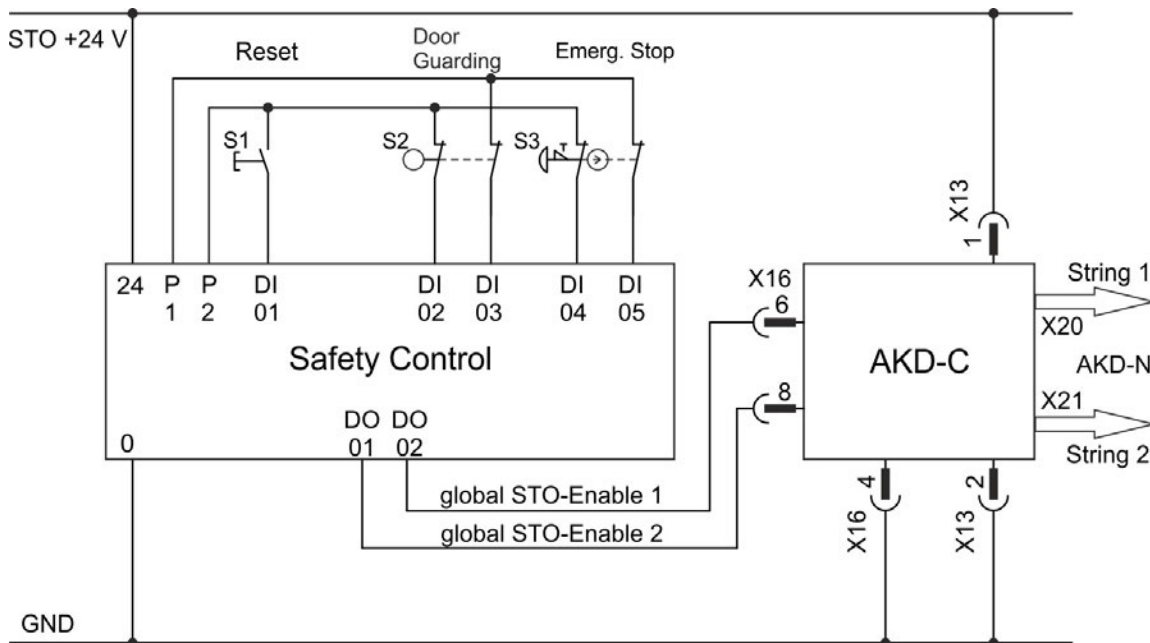 STO +24 V
Reset
Door
Guarding
Emerg. Stop
S1
S2
S3
X13
1
24 P P DI DI DI DI DI
1 2 01 02 03 04 05
Safety Control
0
DO DO
01 02
X16
6
8
AKD-C
String 1
X20
AKD-N
X21
String 2
4
2
X16
X13
global STO-Enable 1
global STO-Enable 2
GND